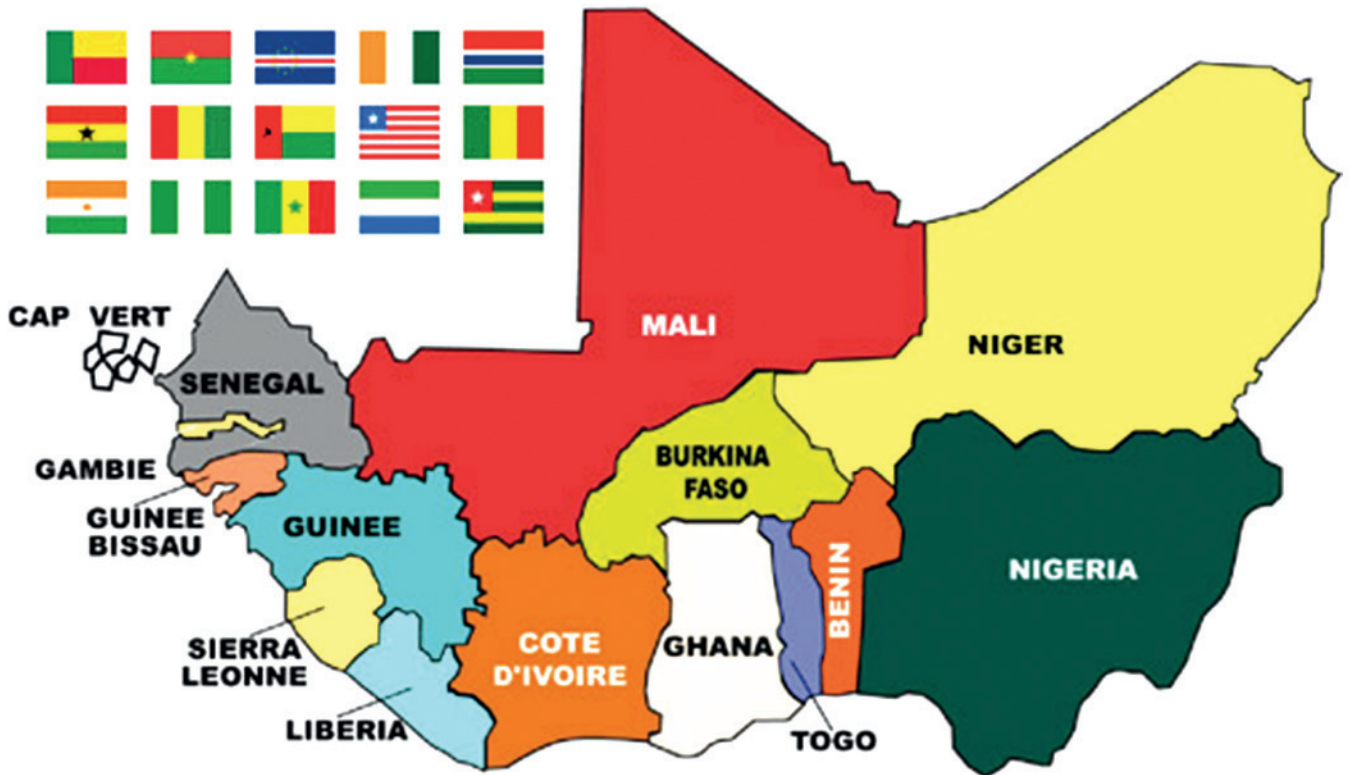 CAP VERT
MALI
NIGER
SENEGAL
BURKINA
FASO
GAMBIE
GUINEE
BISSAU
GUINEE
NIGERIA
BENIN
SIERRA
LEONNE
COTE
D'IVOIRE
GHANA
LIBERIA
TOGO